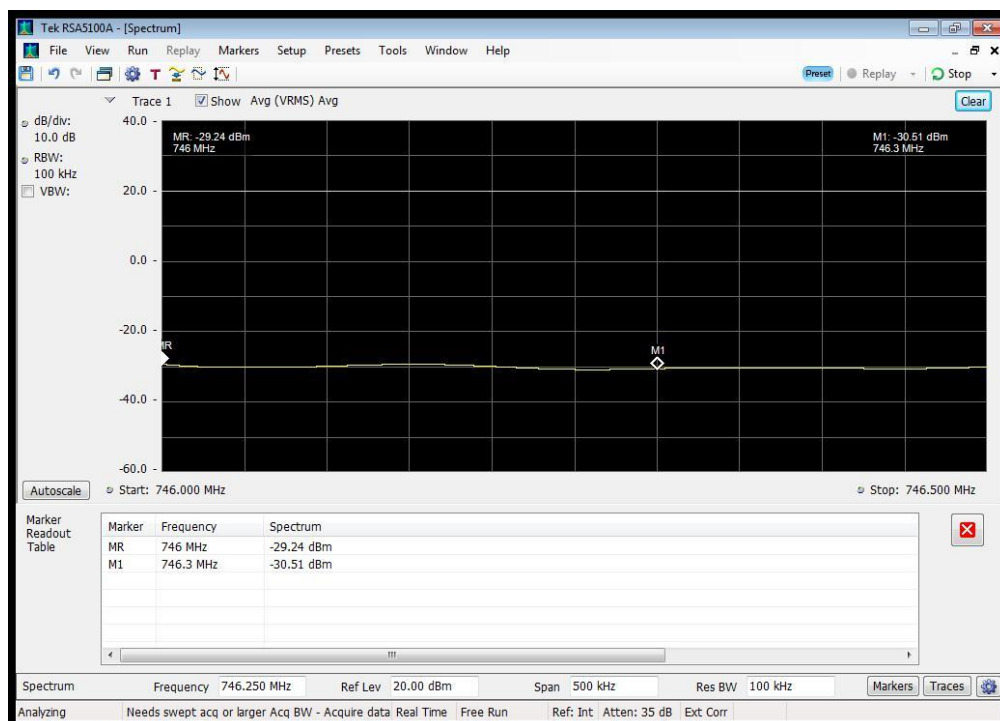 Tek RSA5100A - [Spectrum]
File View Run Replay Markers Setup Presets Tools Window Help
T Preset Replay Stop
Trace 1 Show Avg (VRMS) Avg Clear
dB/div:
10.0 dB
RBW:
100 kHz
VBW:
40.0
20.0
0.0
-20.0
-40.0
-60.0
MR: -29.24 dBm
746 MHz
M1: -30.51 dBm
746.3 MHz
MR
M1
Autoscale Start: 746.000 MHz Stop: 746.500 MHz
Marker
Readout
Table
Marker Frequency Spectrum
MR 746 MHz -29.24 dBm
M1 746.3 MHz -30.51 dBm
Spectrum Frequency 746.250 MHz Ref Lev 20.00 dBm Span 500 kHz Res BW 100 kHz Markers Traces
Analyzing Needs swept acq or larger Acq BW - Acquire data Real Time Free Run Ref: Int Atten: 35 dB Ext Corr